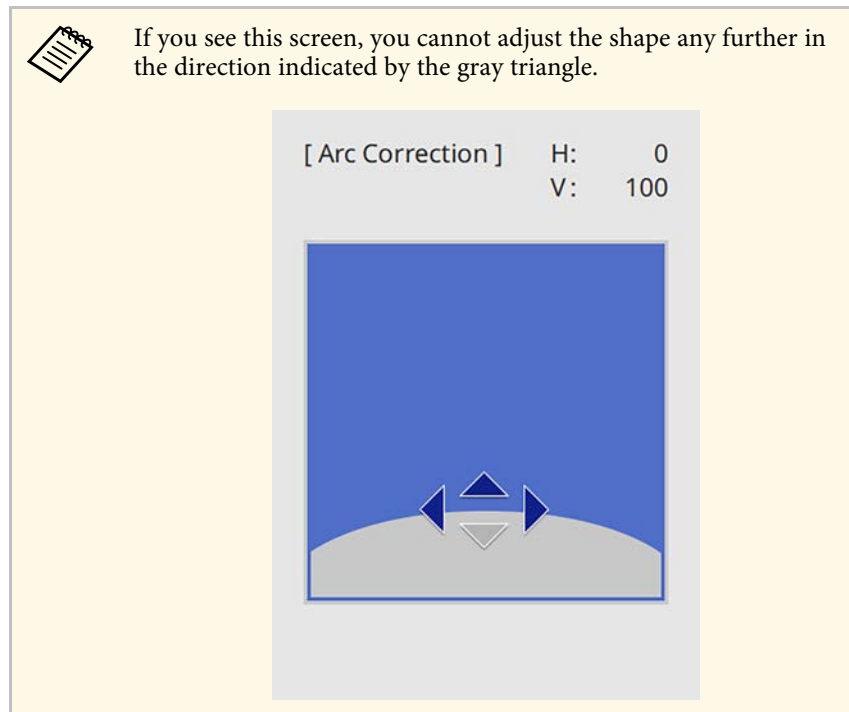 If you see this screen, you cannot adjust the shape any further in
the direction indicated by the gray triangle.
[ Arc Correction ] H: 0
V: 100